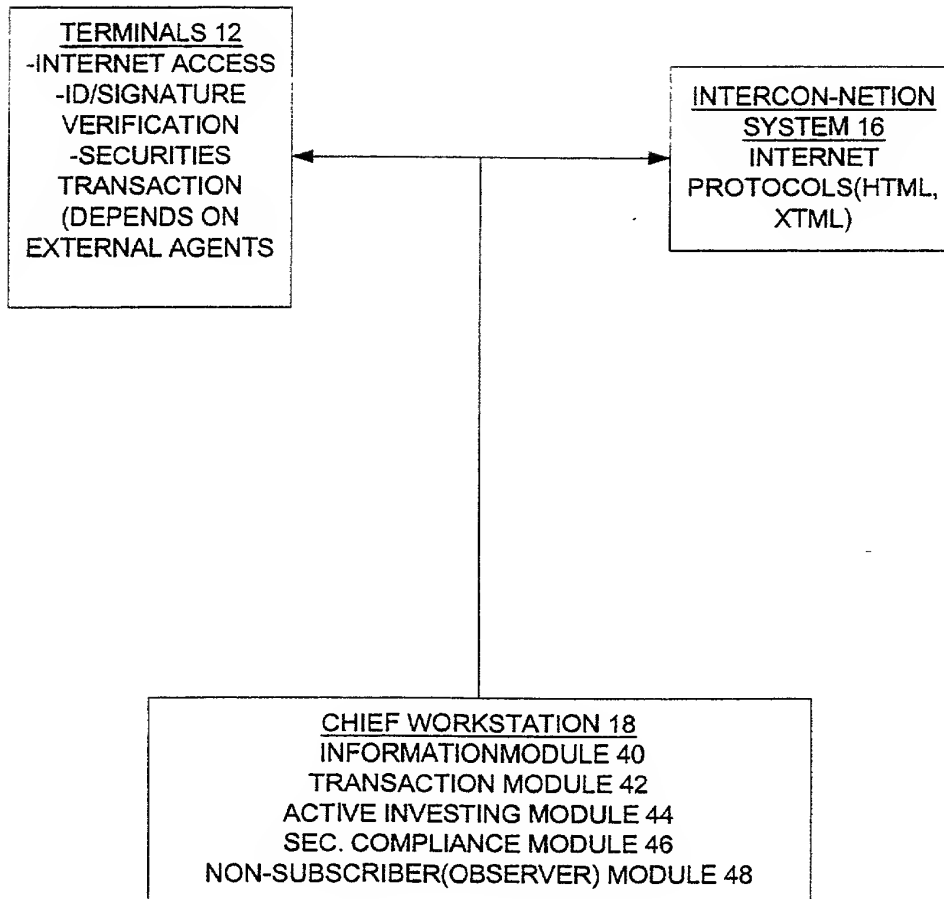 TERMINALS 12
-INTERNET ACCESS
-ID/SIGNATURE
VERIFICATION
-SECURITIES
TRANSACTION
(DEPENDS ON
EXTERNAL AGENTS
INTERCON-NETION
SYSTEM 16
INTERNET
PROTOCOLS(HTML,
XTML)
CHIEF WORKSTATION 18
INFORMATIONMODULE 40
TRANSACTION MODULE 42
ACTIVE INVESTING MODULE 44
SEC. COMPLIANCE MODULE 46
NON-SUBSCRIBER(OBSERVER) MODULE 48